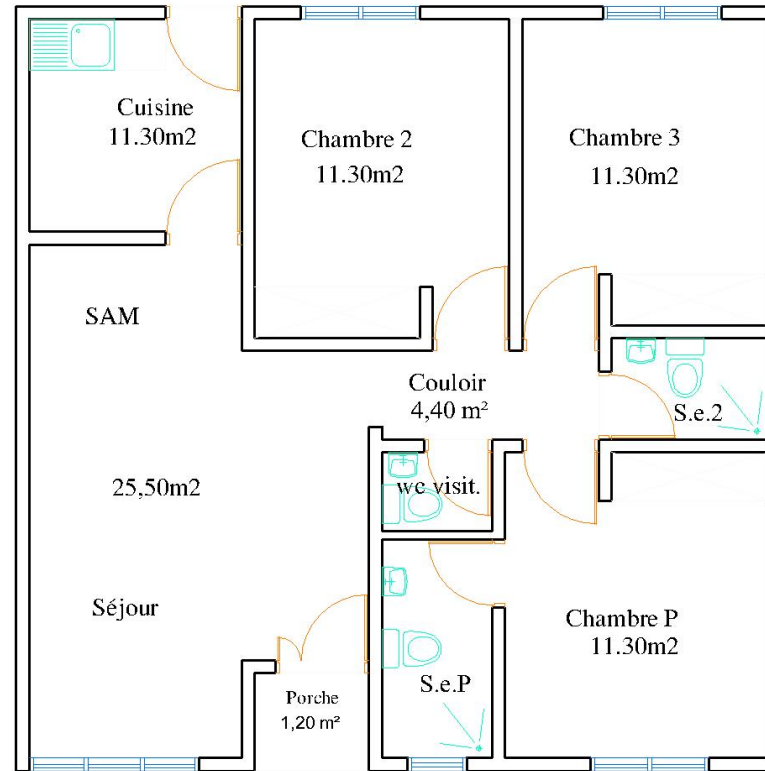 Cuisine
11.30m2
Chambre 2
11.30m2
Chambre 3
11.30m2
SAM
Couloir
4,40 m²
S.e.2
25,50m2
wc visit.
Séjour
Chambre P
11.30m2
S.e.P
Porche
1,20 m²